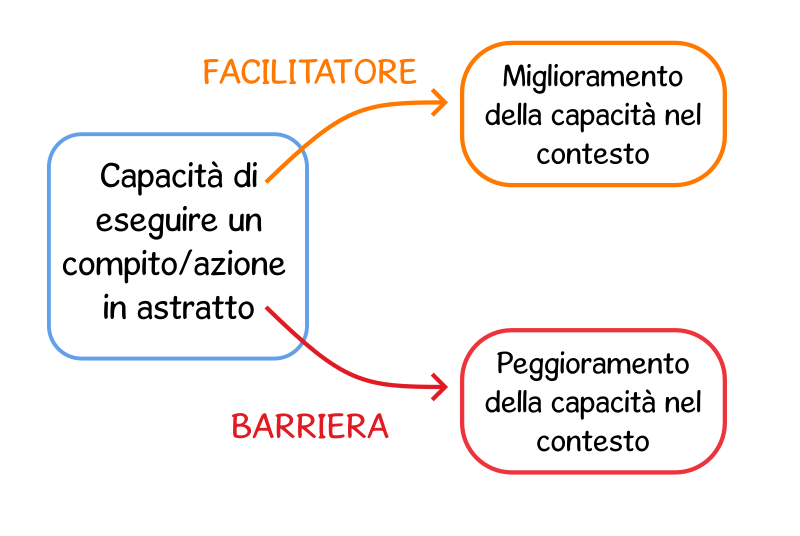 FACILITATORE
Miglioramento
della capacità nel
contesto
Capacità di
eseguire un
compito/azione
in astratto
Peggioramento
della capacità nel
contesto
BARRIERA